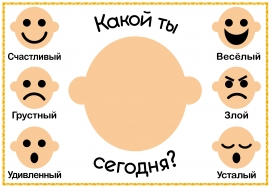 Какой ты
Счастливый
Весёлый
Грустный
Злой
Удивленный
Усталый
сегодня?